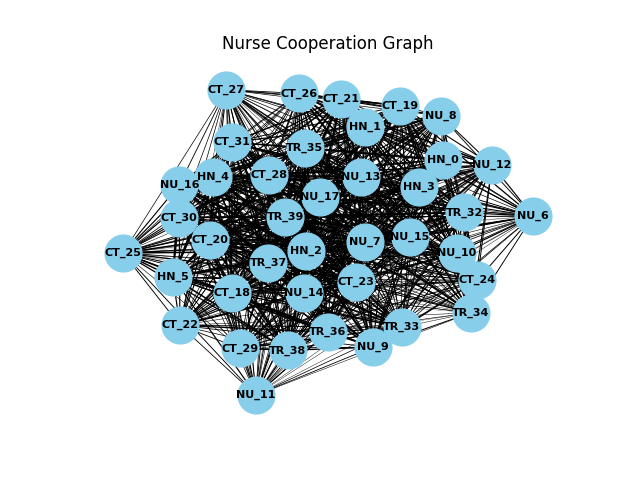 Nurse Cooperation Graph
CT_27
CT_26
CT_21
CT_19
NU_8
HN_1
CT_31
TR_35
HN_0
NU_12
CT_28
HN_4
NU_13
NU_16
HN_3
NU_17
TR_32
NU_6
CT_30
TR_39
NU_15
CT_20
NU_7
HN_2
CT_25
NU_10
TR_37
HN_5
CT_24
CT_23
CT_18
NU_14
TR_34
CT_22
TR_33
TR_36
NU_9
CT_29
TR_38
NU_11